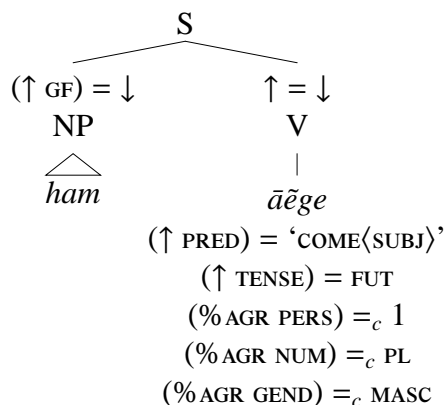 S
(↑ GF) = ↓ ↑ = ↓
NP V
ham āẽge
(↑ PRED) = ‘COME⟨SUBJ⟩’
(↑ TENSE) = FUT
(% AGR PERS) =c 1
(% AGR NUM) =c PL
(% AGR GEND) =c MASC